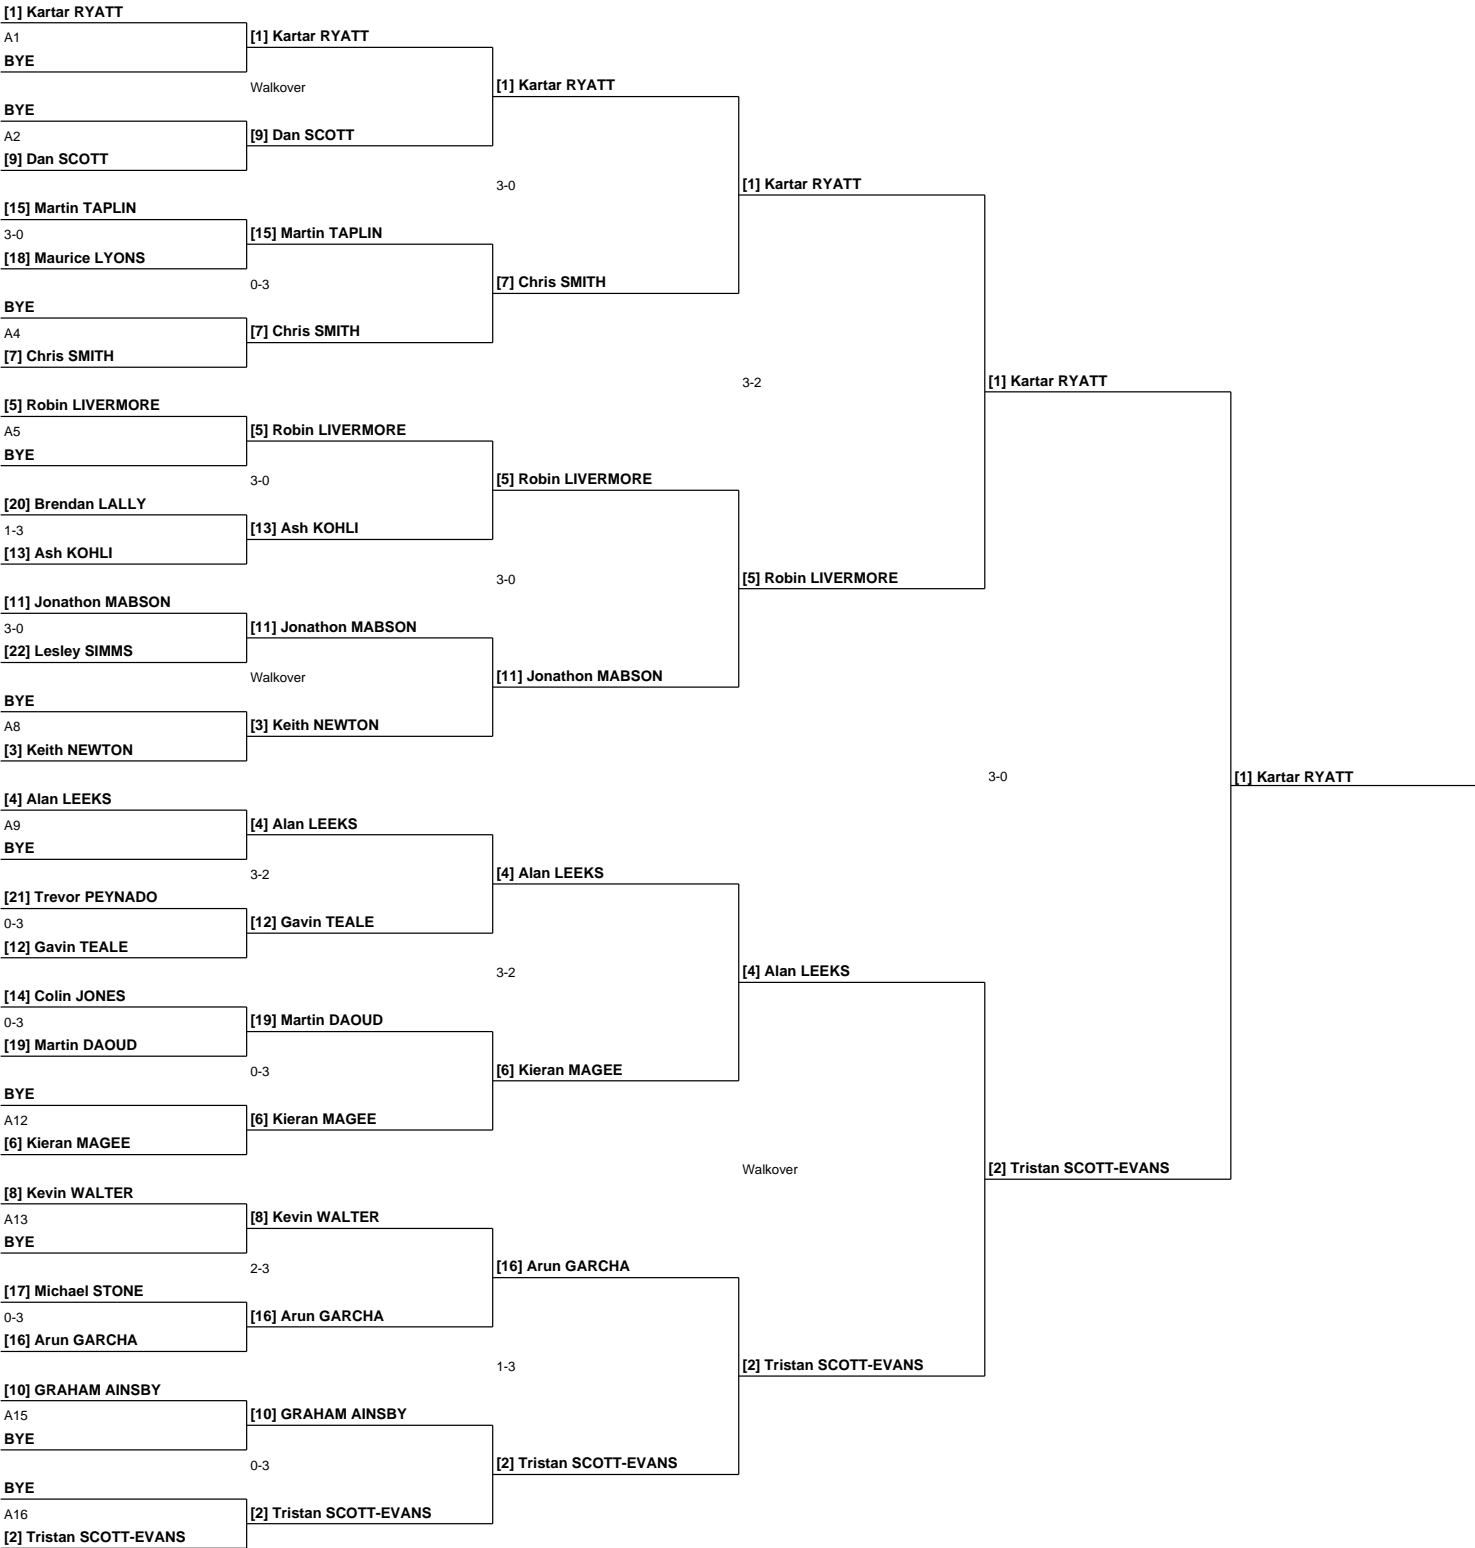 [1] Kartar RYATT
A1
BYE
BYE
A2
[9] Dan SCOTT
[15] Martin TAPLIN
3-0
[18] Maurice LYONS
BYE
A4
[7] Chris SMITH
[5] Robin LIVERMORE
A5
BYE
[20] Brendan LALLY
1-3
[13] Ash KOHLI
[11] Jonathon MABSON
3-0
[22] Lesley SIMMS
BYE
A8
[3] Keith NEWTON
[4] Alan LEEKS
A9
BYE
[21] Trevor PEYNADO
0-3
[12] Gavin TEALE
[14] Colin JONES
0-3
[19] Martin DAOUD
BYE
A12
[6] Kieran MAGEE
[8] Kevin WALTER
A13
BYE
[17] Michael STONE
0-3
[16] Arun GARCHA
[10] GRAHAM AINSBY
A15
BYE
BYE
A16
[2] Tristan SCOTT-EVANS
[1] Kartar RYATT
Walkover
[9] Dan SCOTT
[15] Martin TAPLIN
0-3
[7] Chris SMITH
[5] Robin LIVERMORE
3-0
[13] Ash KOHLI
[11] Jonathon MABSON
Walkover
[3] Keith NEWTON
[4] Alan LEEKS
3-2
[12] Gavin TEALE
[19] Martin DAOUD
0-3
[6] Kieran MAGEE
[8] Kevin WALTER
2-3
[16] Arun GARCHA
[10] GRAHAM AINSBY
0-3
[2] Tristan SCOTT-EVANS
[1] Kartar RYATT
3-0
[7] Chris SMITH
[5] Robin LIVERMORE
3-0
[11] Jonathon MABSON
[4] Alan LEEKS
3-2
[6] Kieran MAGEE
[16] Arun GARCHA
1-3
[2] Tristan SCOTT-EVANS
[1] Kartar RYATT
3-2
[5] Robin LIVERMORE
[4] Alan LEEKS
Walkover
[2] Tristan SCOTT-EVANS
[1] Kartar RYATT
3-0
[2] Tristan SCOTT-EVANS
[1] Kartar RYATT